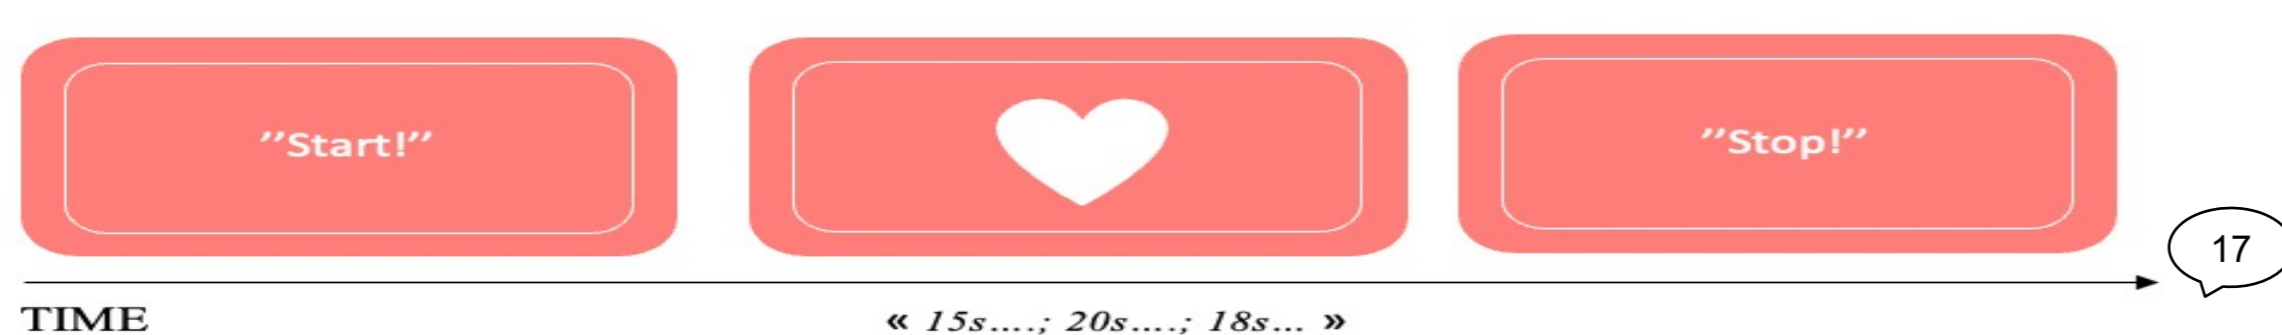 ”Start!”
”Stop!”
17
TIME
« 15s....; 20s....; 18s... »